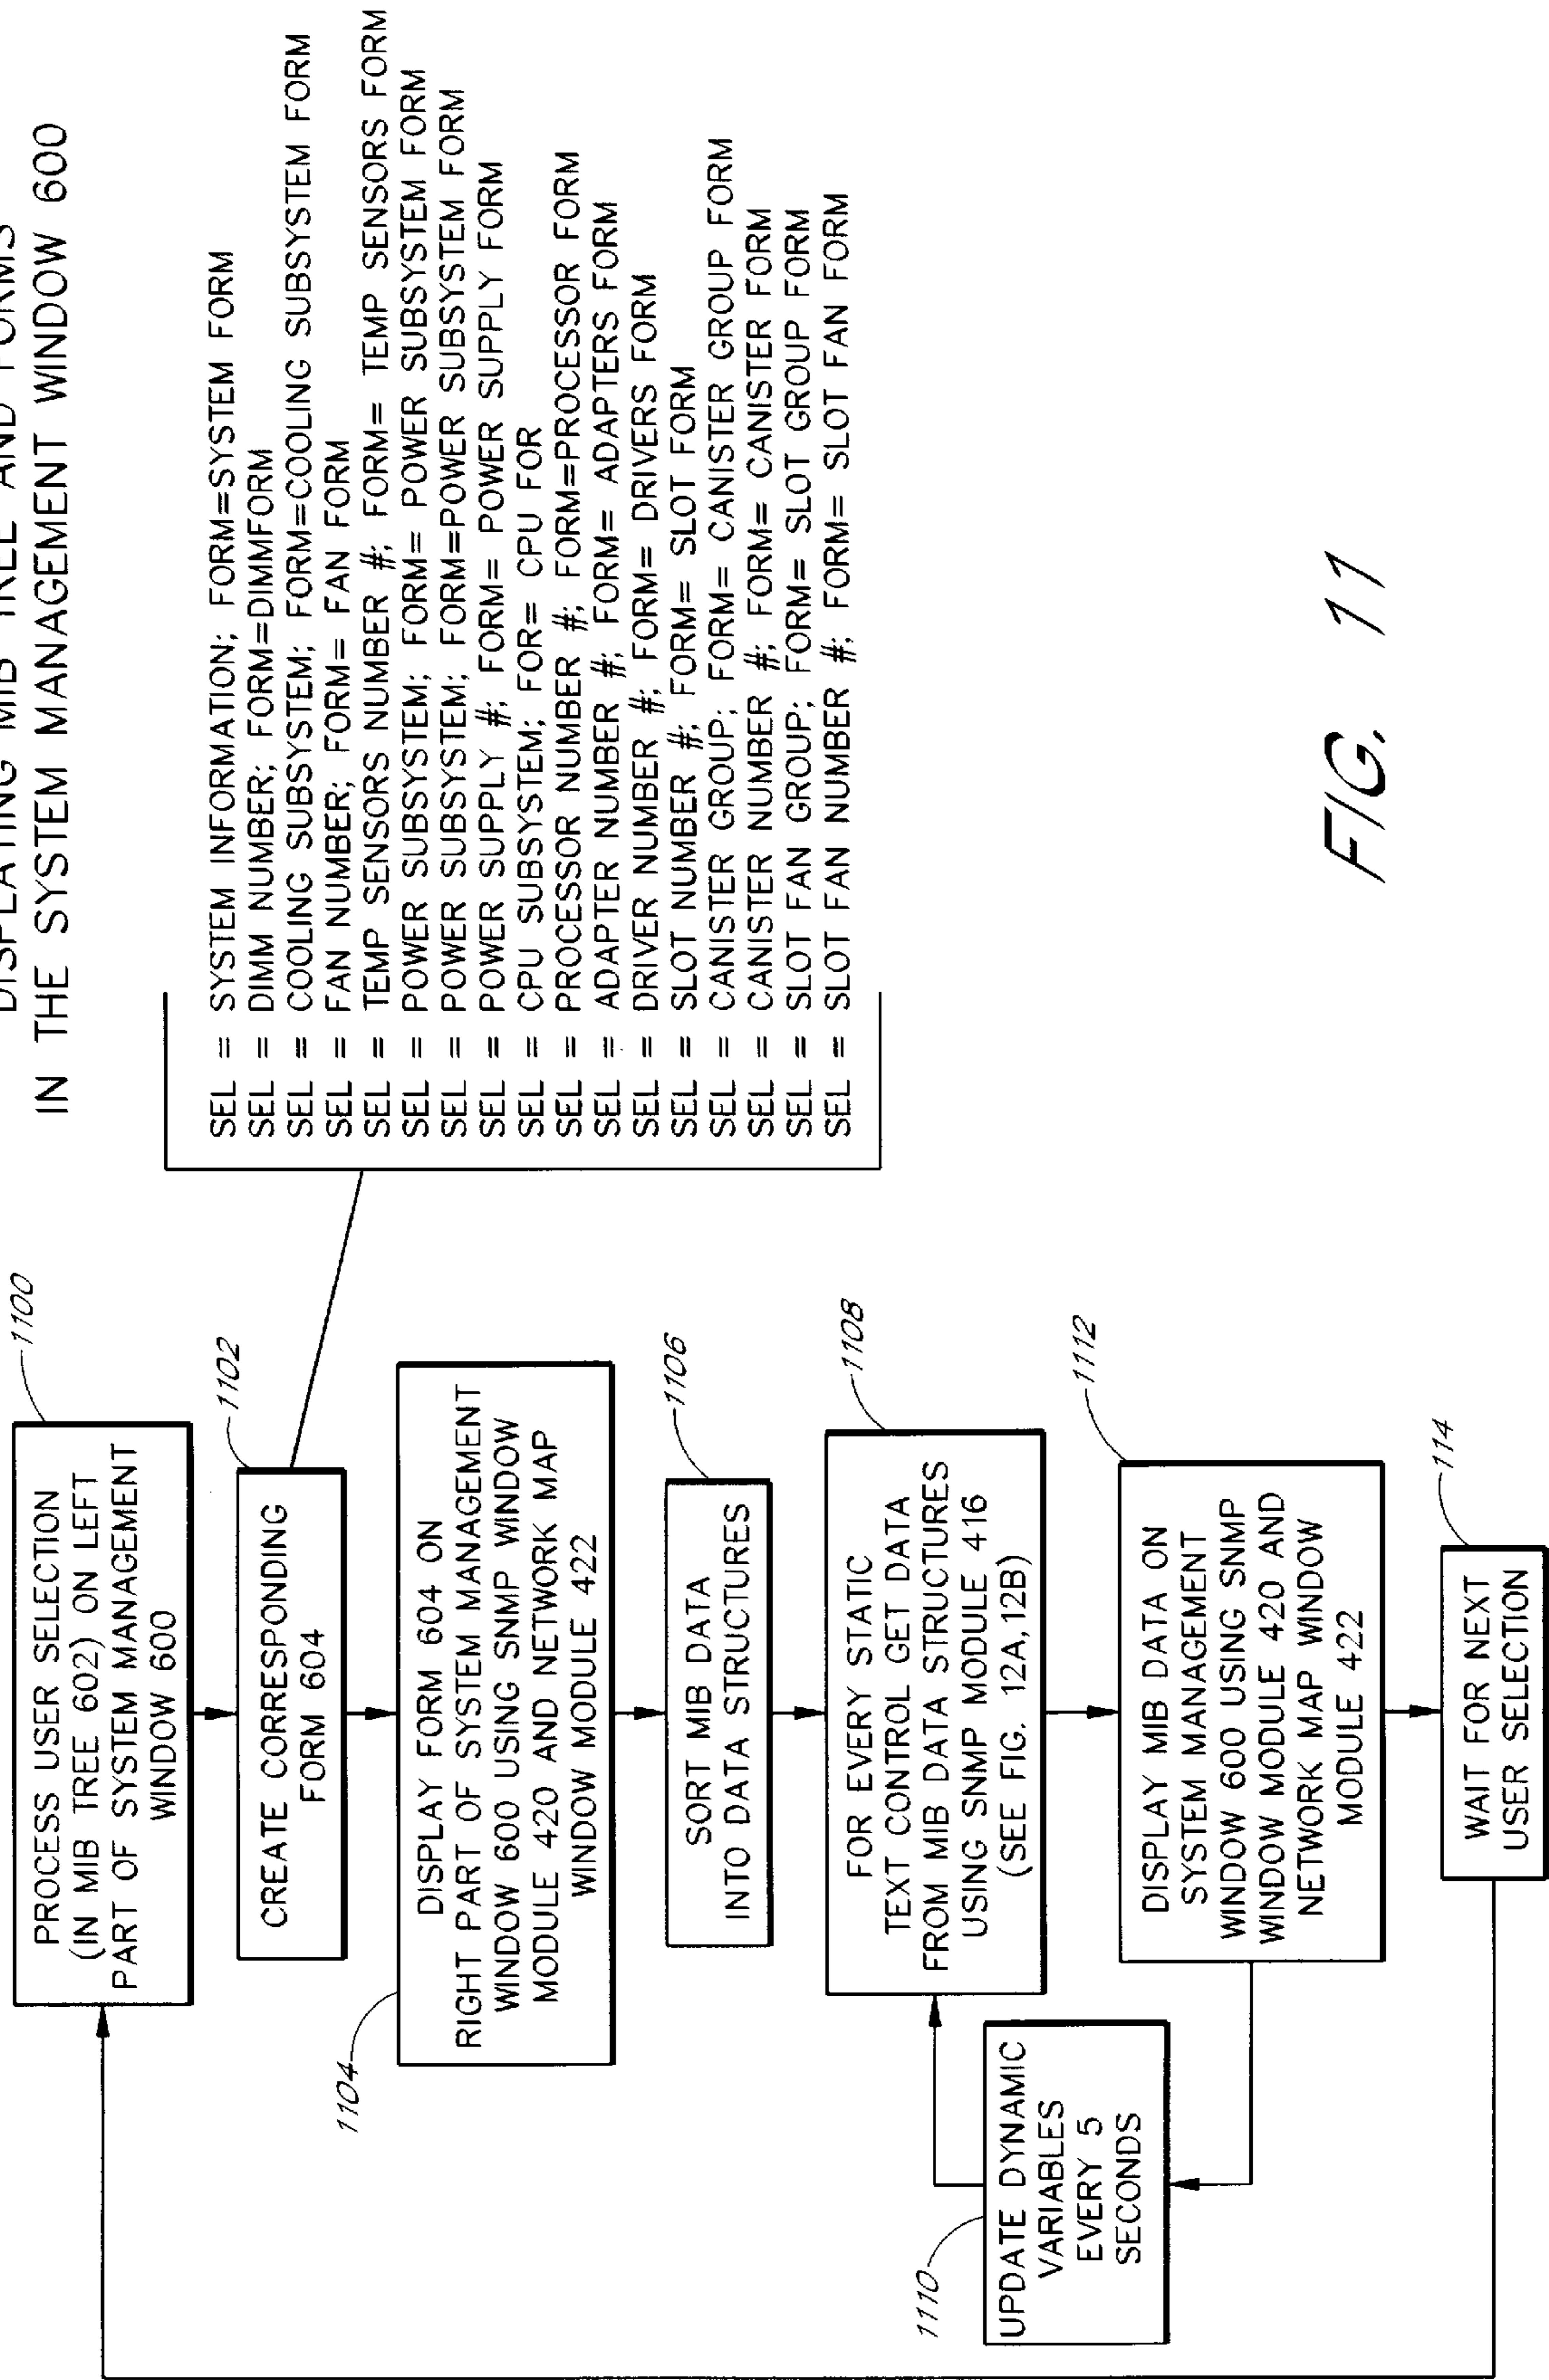 DISPLAYING MIB TREE AND FORMS
IN THE SYSTEM MANAGEMENT WINDOW 600
1100
PROCESS USER SELECTION
(IN MIB TREE 602) ON LEFT
PART OF SYSTEM MANAGEMENT
WINDOW 600
1102
CREATE CORRESPONDING
FORM 604
SEL = SYSTEM INFORMATION; FORM=SYSTEM FORM
SEL = DIMM NUMBER; FORM=DIMMFORM
SEL = COOLING SUBSYSTEM; FORM=COOLING SUBSYSTEM FORM
SEL = FAN NUMBER; FORM= FAN FORM
SEL = TEMP SENSORS NUMBER #; FORM= TEMP SENSORS FORM
SEL = POWER SUBSYSTEM; FORM= POWER SUBSYSTEM FORM
SEL = POWER SUBSYSTEM; FORM=POWER SUBSYSTEM FORM
SEL = POWER SUPPLY #; FORM= POWER SUPPLY FORM
SEL = CPU SUBSYSTEM; FOR= CPU FOR
SEL = PROCESSOR NUMBER #; FORM=PROCESSOR FORM
SEL = ADAPTER NUMBER #; FORM= ADAPTERS FORM
SEL = DRIVER NUMBER #; FORM= DRIVERS FORM
SEL = SLOT NUMBER #; FORM= SLOT FORM
SEL = CANISTER GROUP; FORM= CANISTER GROUP FORM
SEL = CANISTER NUMBER #; FORM= CANISTER FORM
SEL = SLOT FAN GROUP; FORM= SLOT GROUP FORM
SEL = SLOT FAN NUMBER #; FORM= SLOT FAN FORM
1104
DISPLAY FORM 604 ON
RIGHT PART OF SYSTEM MANAGEMENT
WINDOW 600 USING SNMP WINDOW
MODULE 420 AND NETWORK MAP
WINDOW MODULE 422
1106
SORT MIB DATA
INTO DATA STRUCTURES
1108
FOR EVERY STATIC
TEXT CONTROL GET DATA
FROM MIB DATA STRUCTURES
USING SNMP MODULE 416
(SEE FIG. 12A,12B)
1110
UPDATE DYNAMIC
VARIABLES
EVERY 5
SECONDS
1112
DISPLAY MIB DATA ON
SYSTEM MANAGEMENT
WINDOW 600 USING SNMP
WINDOW MODULE 420 AND
NETWORK MAP WINDOW
MODULE 422
114
WAIT FOR NEXT
USER SELECTION
FIG. 11